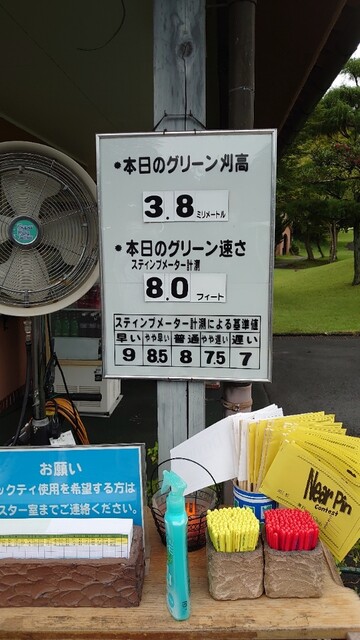 •本日のグリーン刈高
3.8 ミリメートル
•本日のグリーン速さ
スティンプメーター計測
8.0 フィート
スティンプメーター計測による基準値
早い やや早い 普通 やや遅い 遅い
9 8.5 8 7.5 7
お願い
ックティ使用を希望する方は
スター室までご連絡ください。
Near Pin
Contest